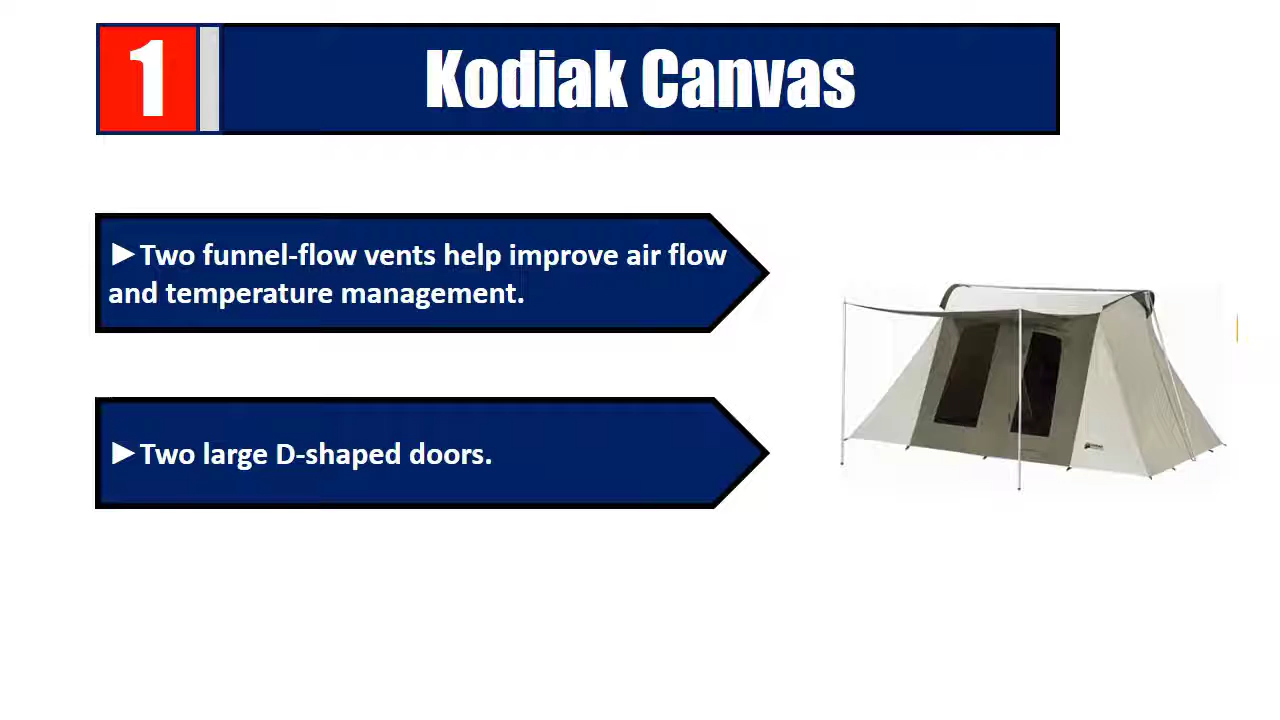 1
Kodiak Canvas
►Two funnel-flow vents help improve air flow
and temperature management.
►Two large D-shaped doors.